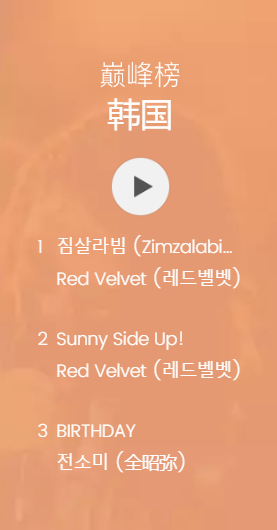 巅峰榜
韩国
1 짐살라빔 (Zimzalabi...
Red Velvet (레드벨벳)
2 Sunny Side Up!
Red Velvet (레드벨벳)
3 BIRTHDAY
전소미 (全昭弥)